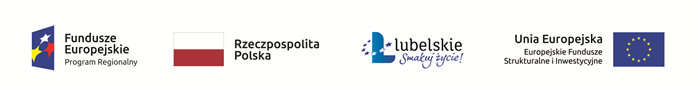 Fundusze
Europejskie
Program Regionalny
Rzeczpospolita
Polska
lubelskie
Smakuj życie!
Unia Europejska
Europejskie Fundusze
Strukturalne i Inwestycyjne